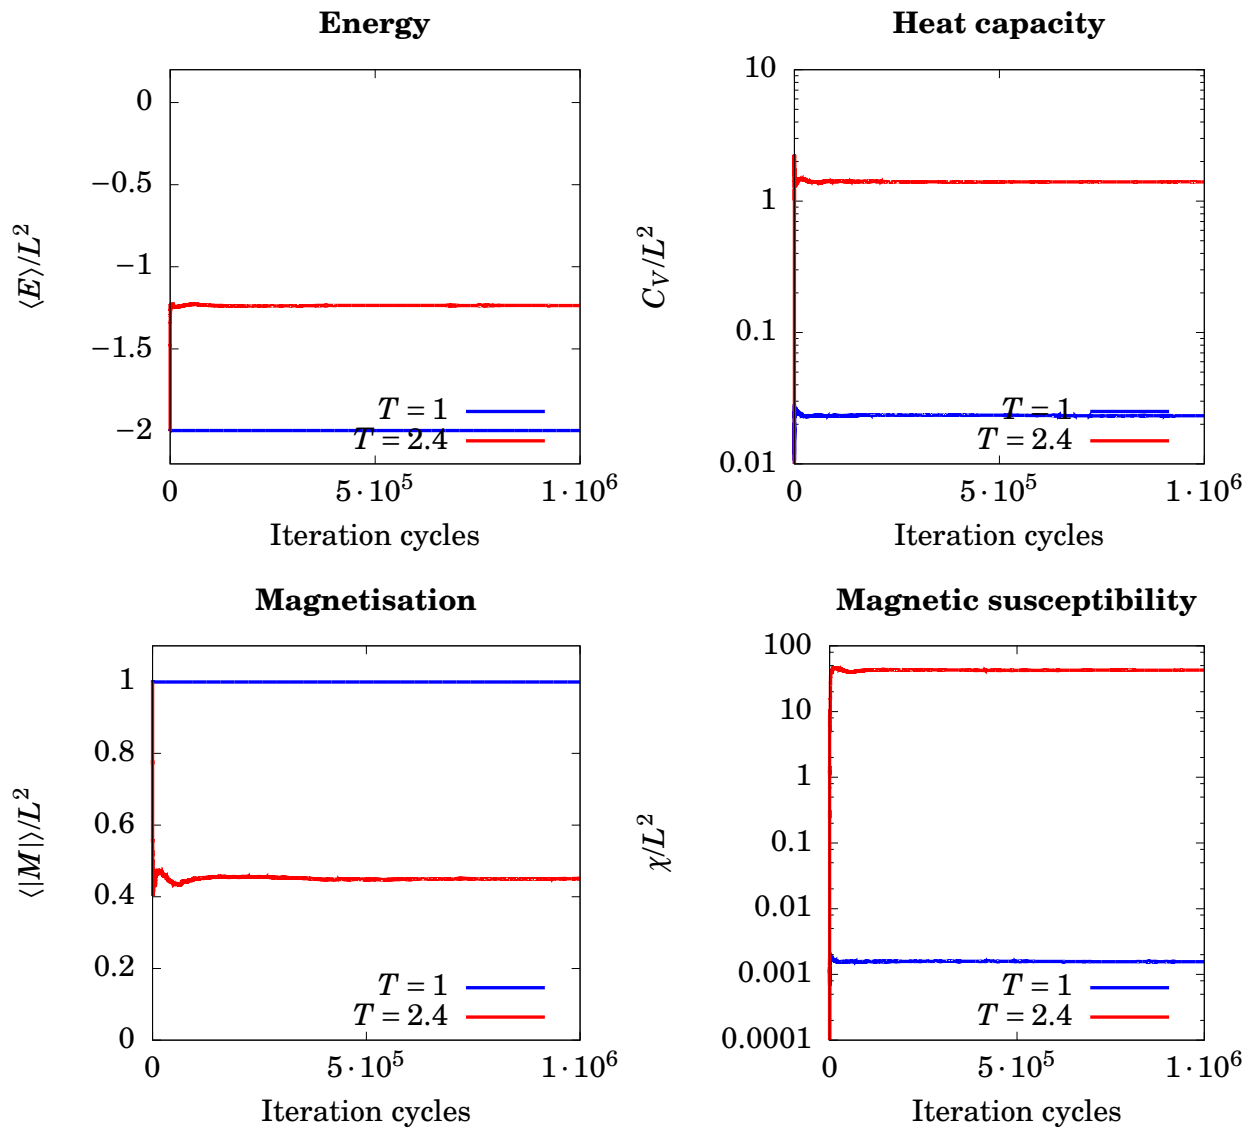 Energy
0
−0.5
−1
−1.5
−2
⟨E⟩/L²
T = 1
T = 2.4
0
5·10⁵
1·10⁶
Iteration cycles
Heat capacity
10
1
0.1
0.01
C_V/L²
T = 1
T = 2.4
0
5·10⁵
1·10⁶
Iteration cycles
Magnetisation
1
0.8
0.6
0.4
0.2
0
⟨|M|⟩/L²
T = 1
T = 2.4
0
5·10⁵
1·10⁶
Iteration cycles
Magnetic susceptibility
100
10
1
0.1
0.01
0.001
0.0001
χ/L²
T = 1
T = 2.4
0
5·10⁵
1·10⁶
Iteration cycles